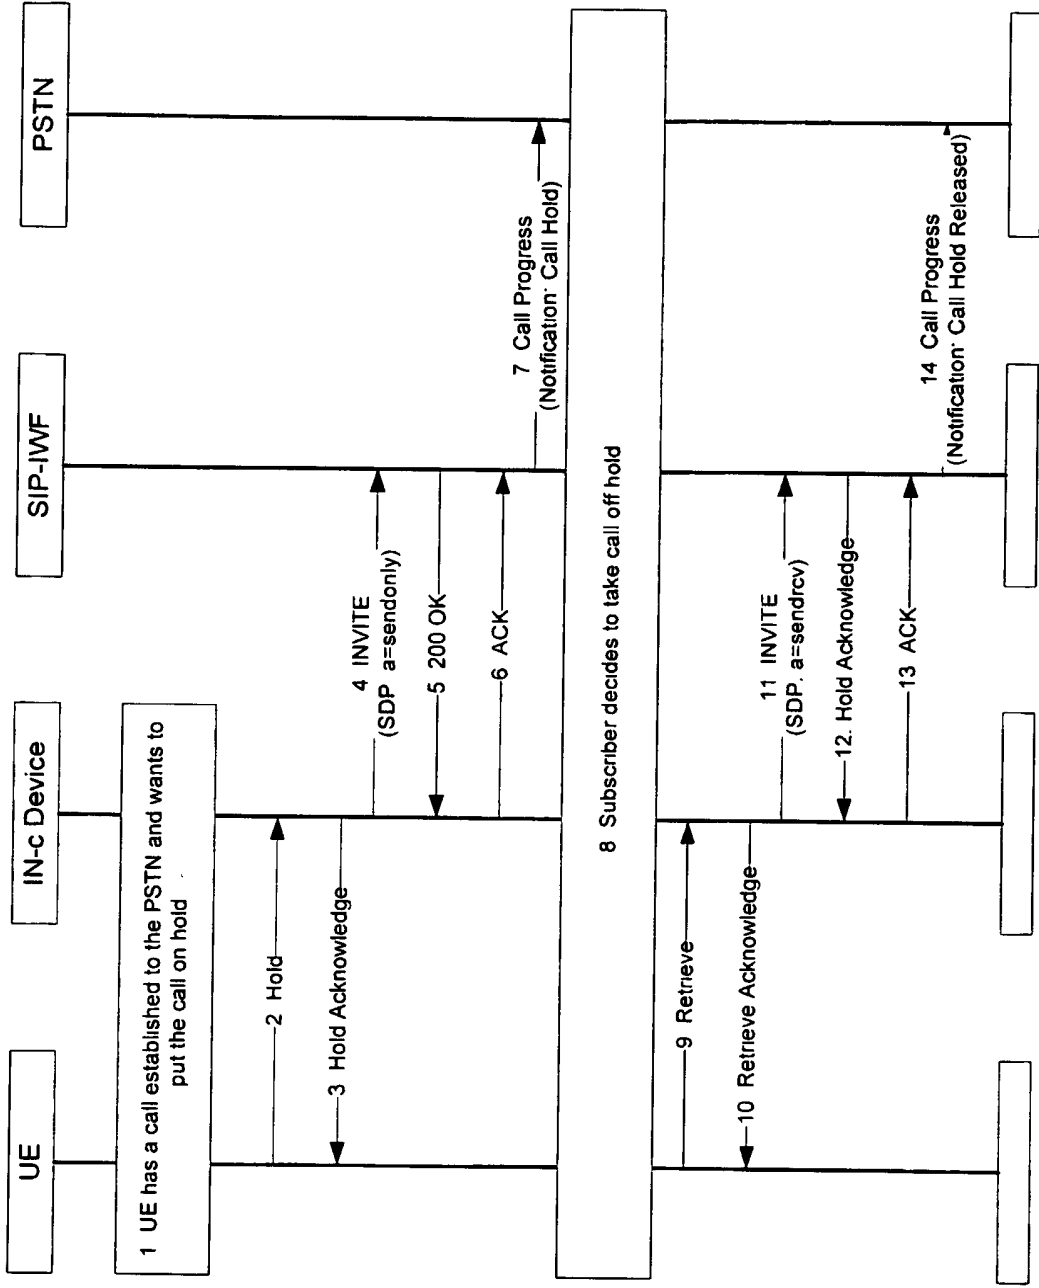 UE
IN-c Device
SIP-IWF
PSTN
1 UE has a call established to the PSTN and wants to
put the call on hold
2 Hold
3 Hold Acknowledge
4 INVITE
(SDP a=sendonly)
5 200 OK
6 ACK
7 Call Progress
(Notification: Call Hold)
8 Subscriber decides to take call off hold
9 Retrieve
10 Retrieve Acknowledge
11 INVITE
(SDP. a=sendrcv)
12. Hold Acknowledge
13 ACK
14 Call Progress
(Notification: Call Hold Released)